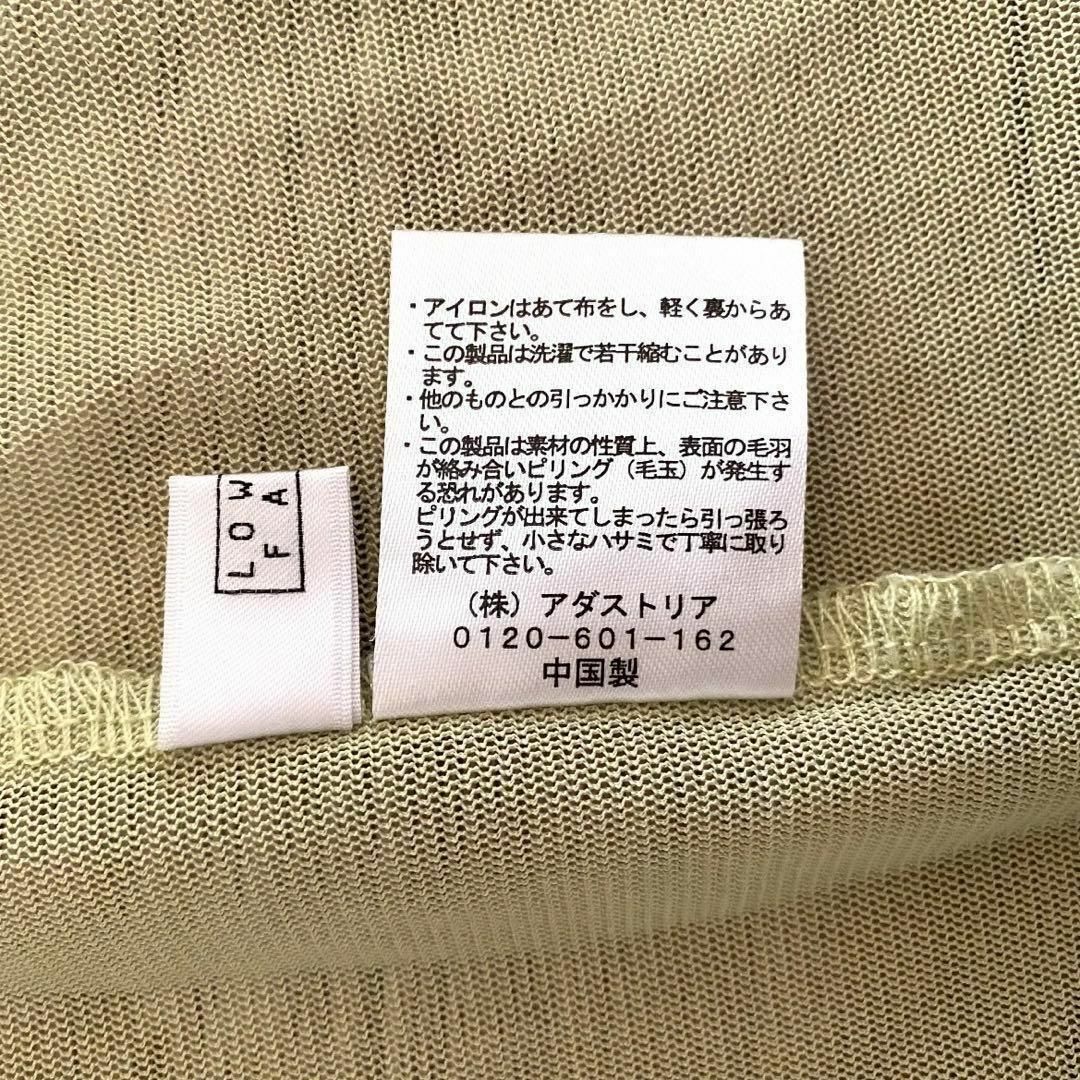 ・アイロンはあて布をし、軽く裏からあ
てて下さい。
・この製品は洗濯で若干縮むことがあり
ます。
・他のものとの引っかかりにご注意下さ
い。
・この製品は素材の性質上、表面の毛羽
が絡み合いピリング（毛玉）が発生す
る恐れがあります。
ピリングが出来てしまったら引っ張ろ
うとせず、小さなハサミで丁寧に取り
除いて下さい。
（株）アダストリア
0120-601-162
中国製
LOW
FA